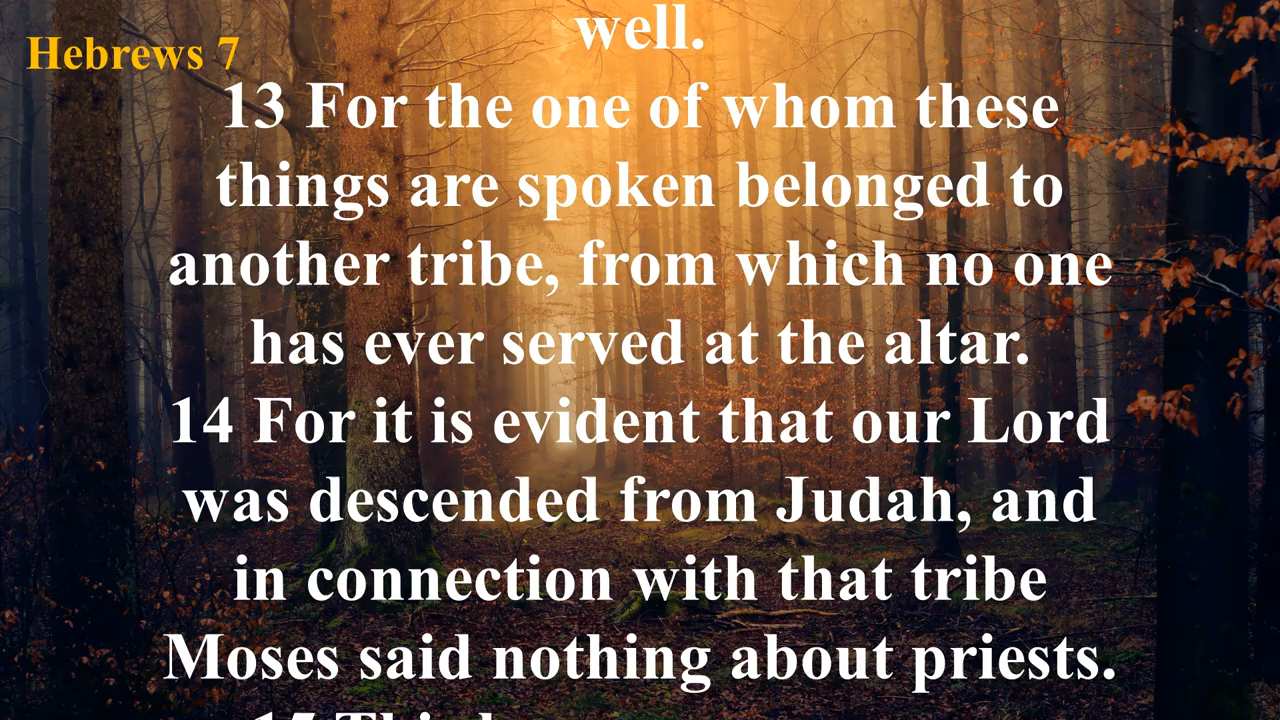 well.
Hebrews 7
13 For the one of whom these
things are spoken belonged to
another tribe, from which no one
has ever served at the altar.
14 For it is evident that our Lord
was descended from Judah, and
in connection with that tribe
Moses said nothing about priests.